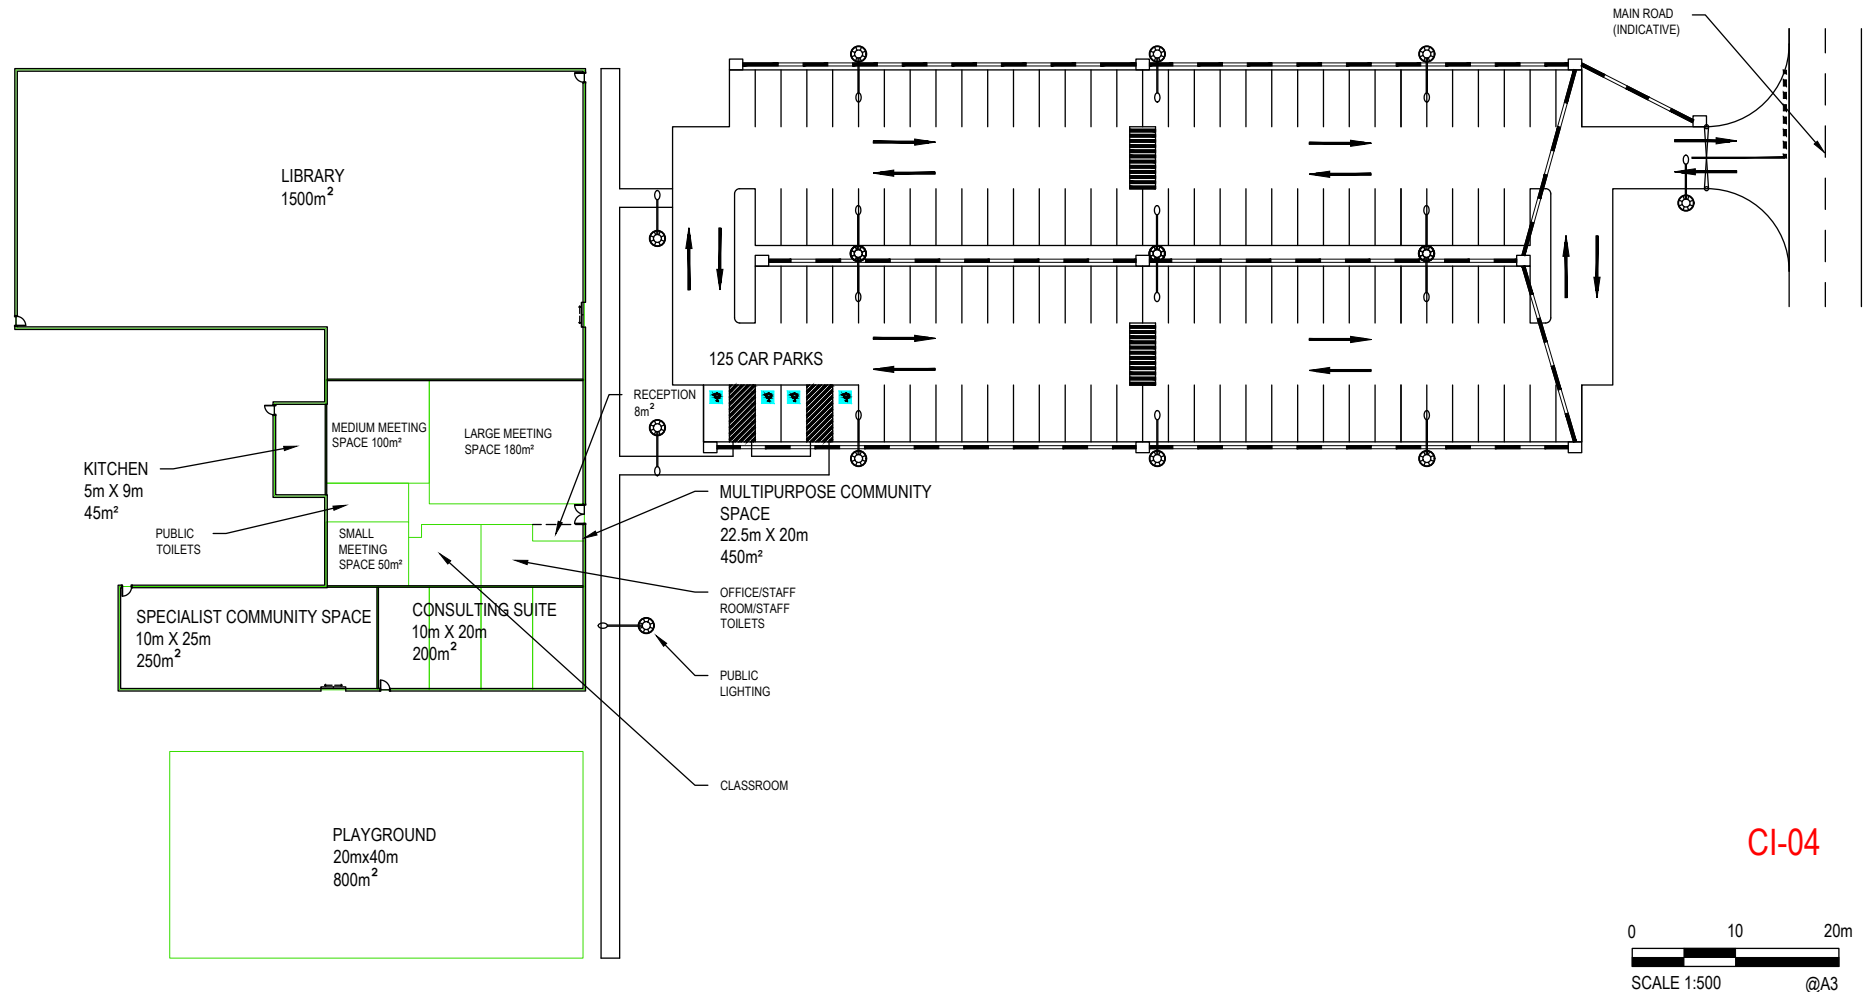 MAIN ROAD
(INDICATIVE)
LIBRARY
1500m²
125 CAR PARKS
RECEPTION
8m²
MEDIUM MEETING
SPACE 100m²
LARGE MEETING
SPACE 180m²
KITCHEN
5m X 9m
45m²
MULTIPURPOSE COMMUNITY
SPACE
22.5m X 20m
450m²
PUBLIC
TOILETS
SMALL
MEETING
SPACE 50m²
OFFICE/STAFF
ROOM/STAFF
TOILETS
SPECIALIST COMMUNITY SPACE
10m X 25m
250m²
CONSULTING SUITE
10m X 20m
200m²
PUBLIC
LIGHTING
CLASSROOM
PLAYGROUND
20mx40m
800m²
CI-04
0 10 20m
SCALE 1:500 @A3